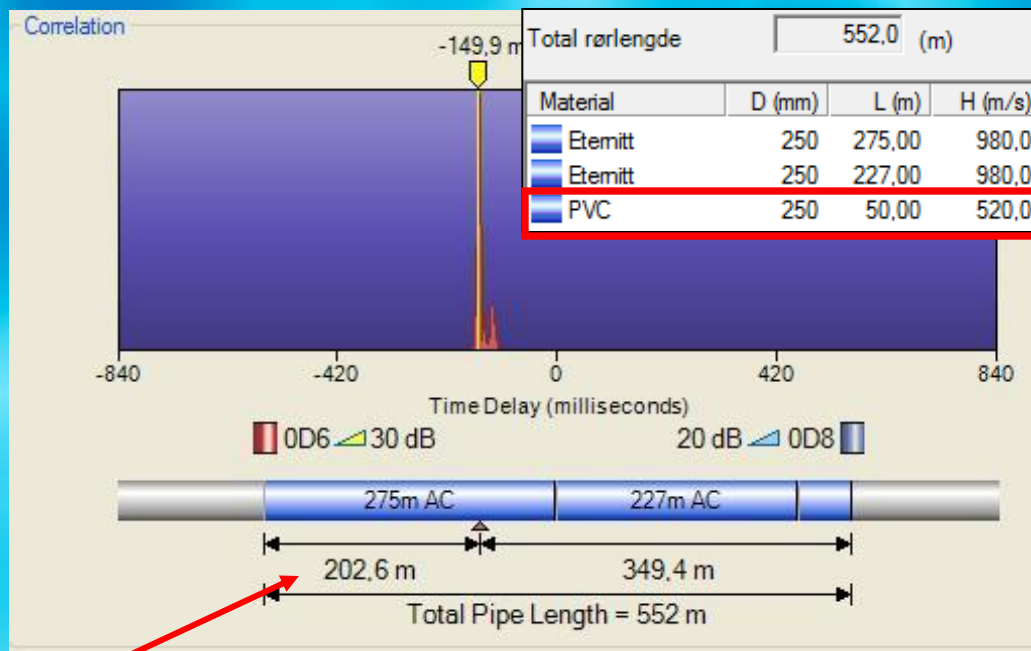 Correlation
-149,9 m
Total rørlengde 552,0 (m)
Material D (mm) L (m) H (m/s)
Eternitt 250 275,00 980,0
Eternitt 250 227,00 980,0
PVC 250 50,00 520,0
-840 -420 0 420 840
Time Delay (milliseconds)
0D6 30 dB 20 dB 0D8
275m AC 227m AC
202,6 m 349,4 m
Total Pipe Length = 552 m